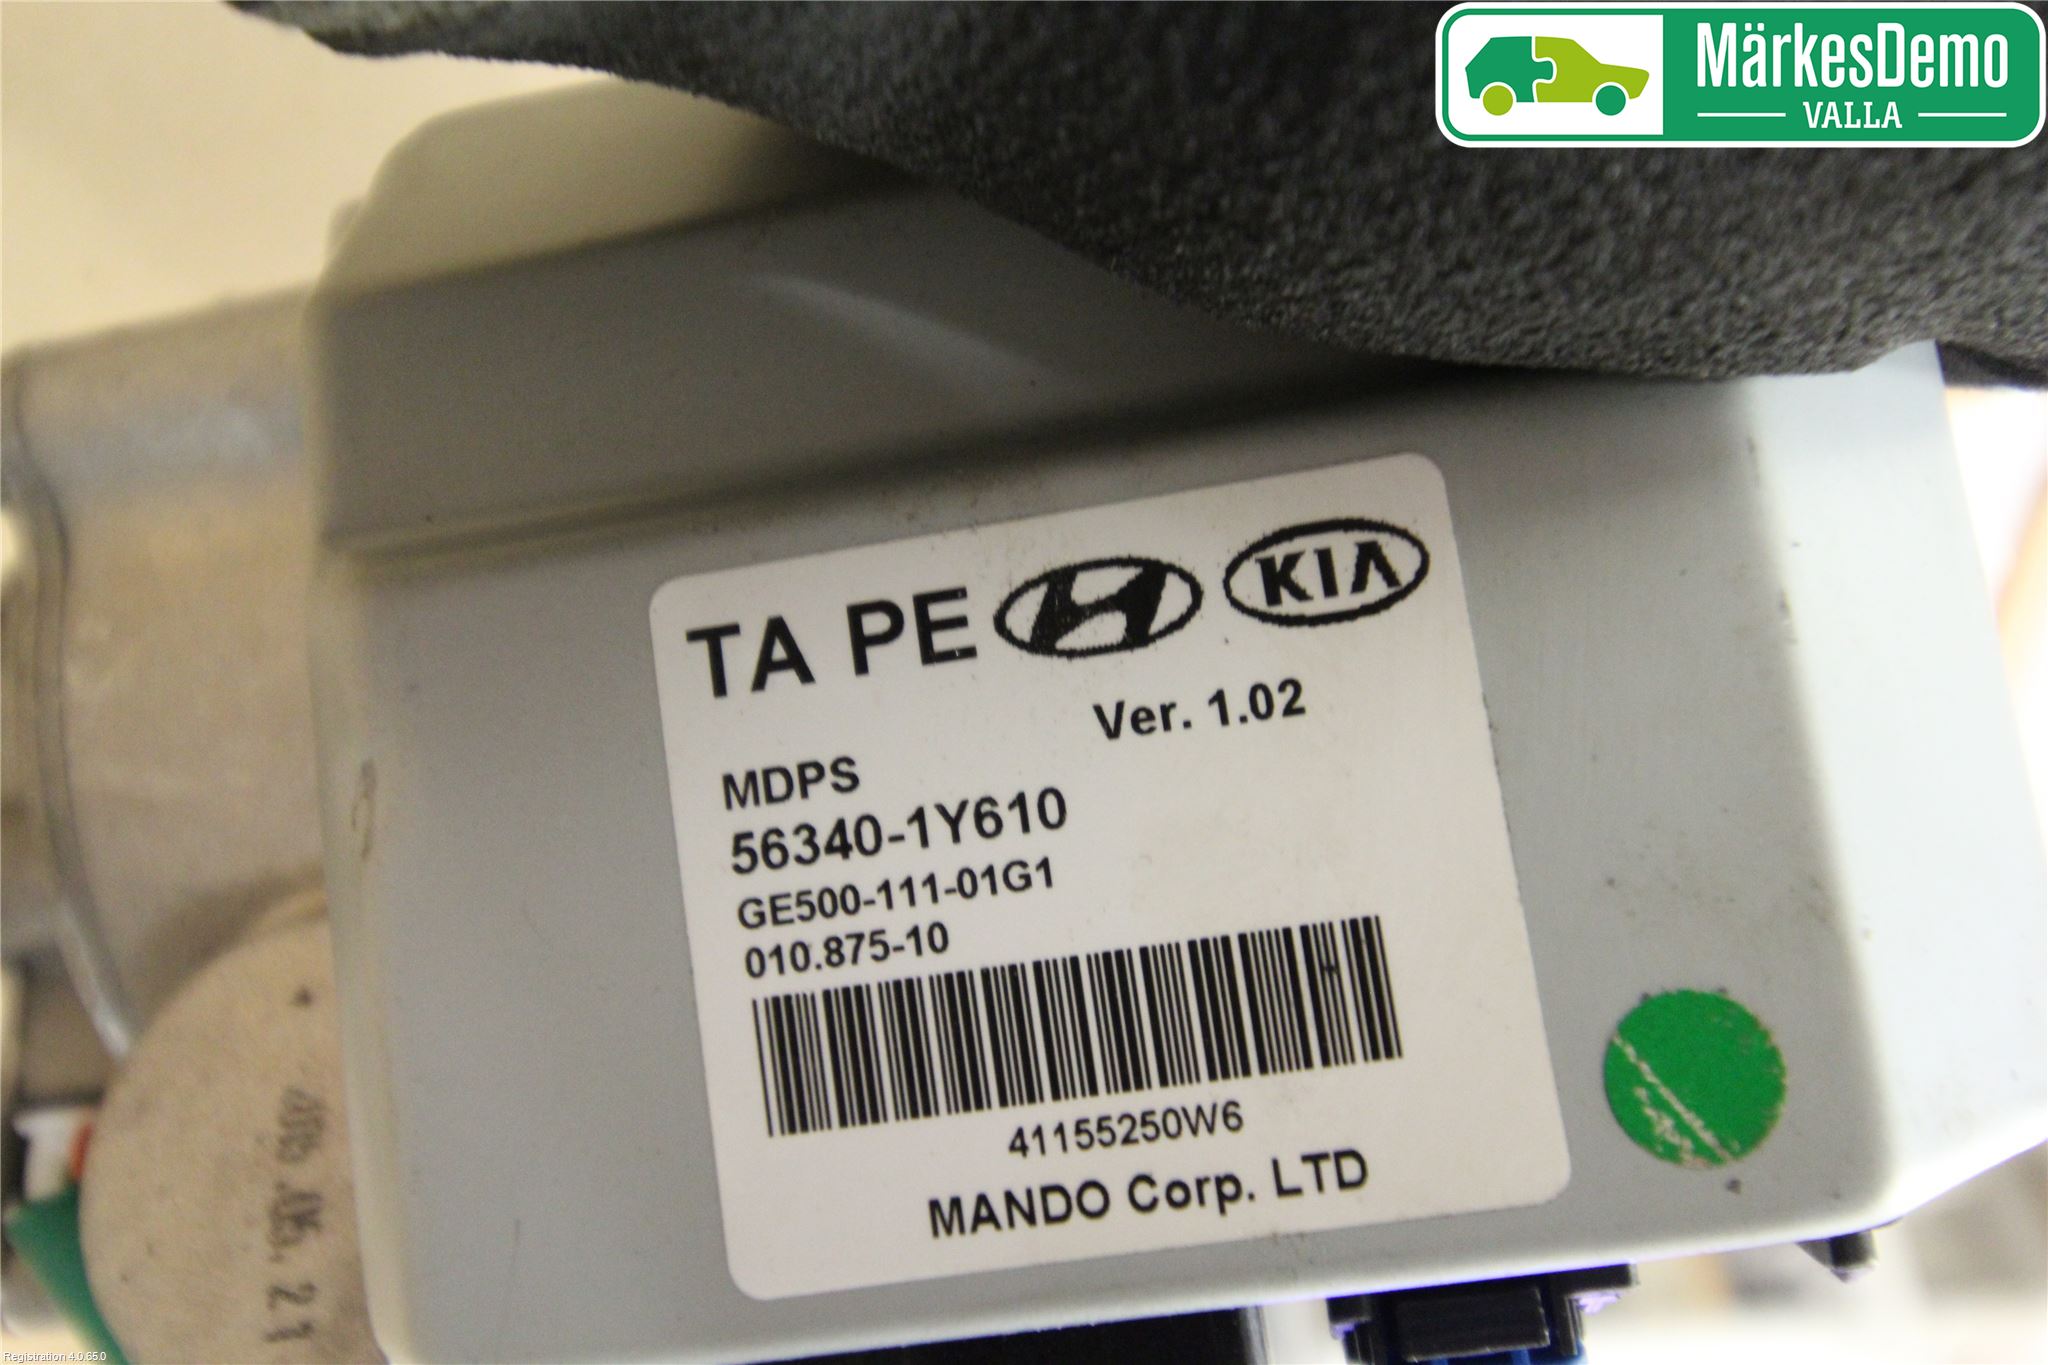 MärkesDemo
VALLA
TA PE
KIA
Ver. 1.02
MDPS
56340-1Y610
GE500-111-01G1
010.875-10
41155250W6
MANDO Corp. LTD
21
Registration 4.0.65.0